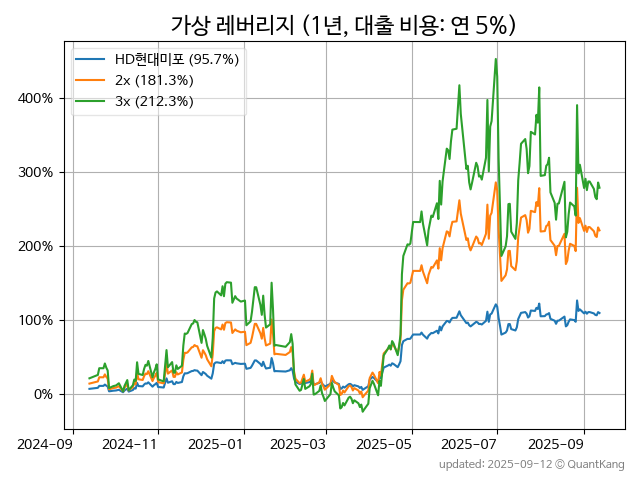 가상 레버리지 (1년, 대출 비용: 연 5%)
HD현대미포 (95.7%)
2x (181.3%)
3x (212.3%)
400%
300%
200%
100%
0%
2024-09 2024-11 2025-01 2025-03 2025-05 2025-07 2025-09
updated: 2025-09-12 © QuantKang